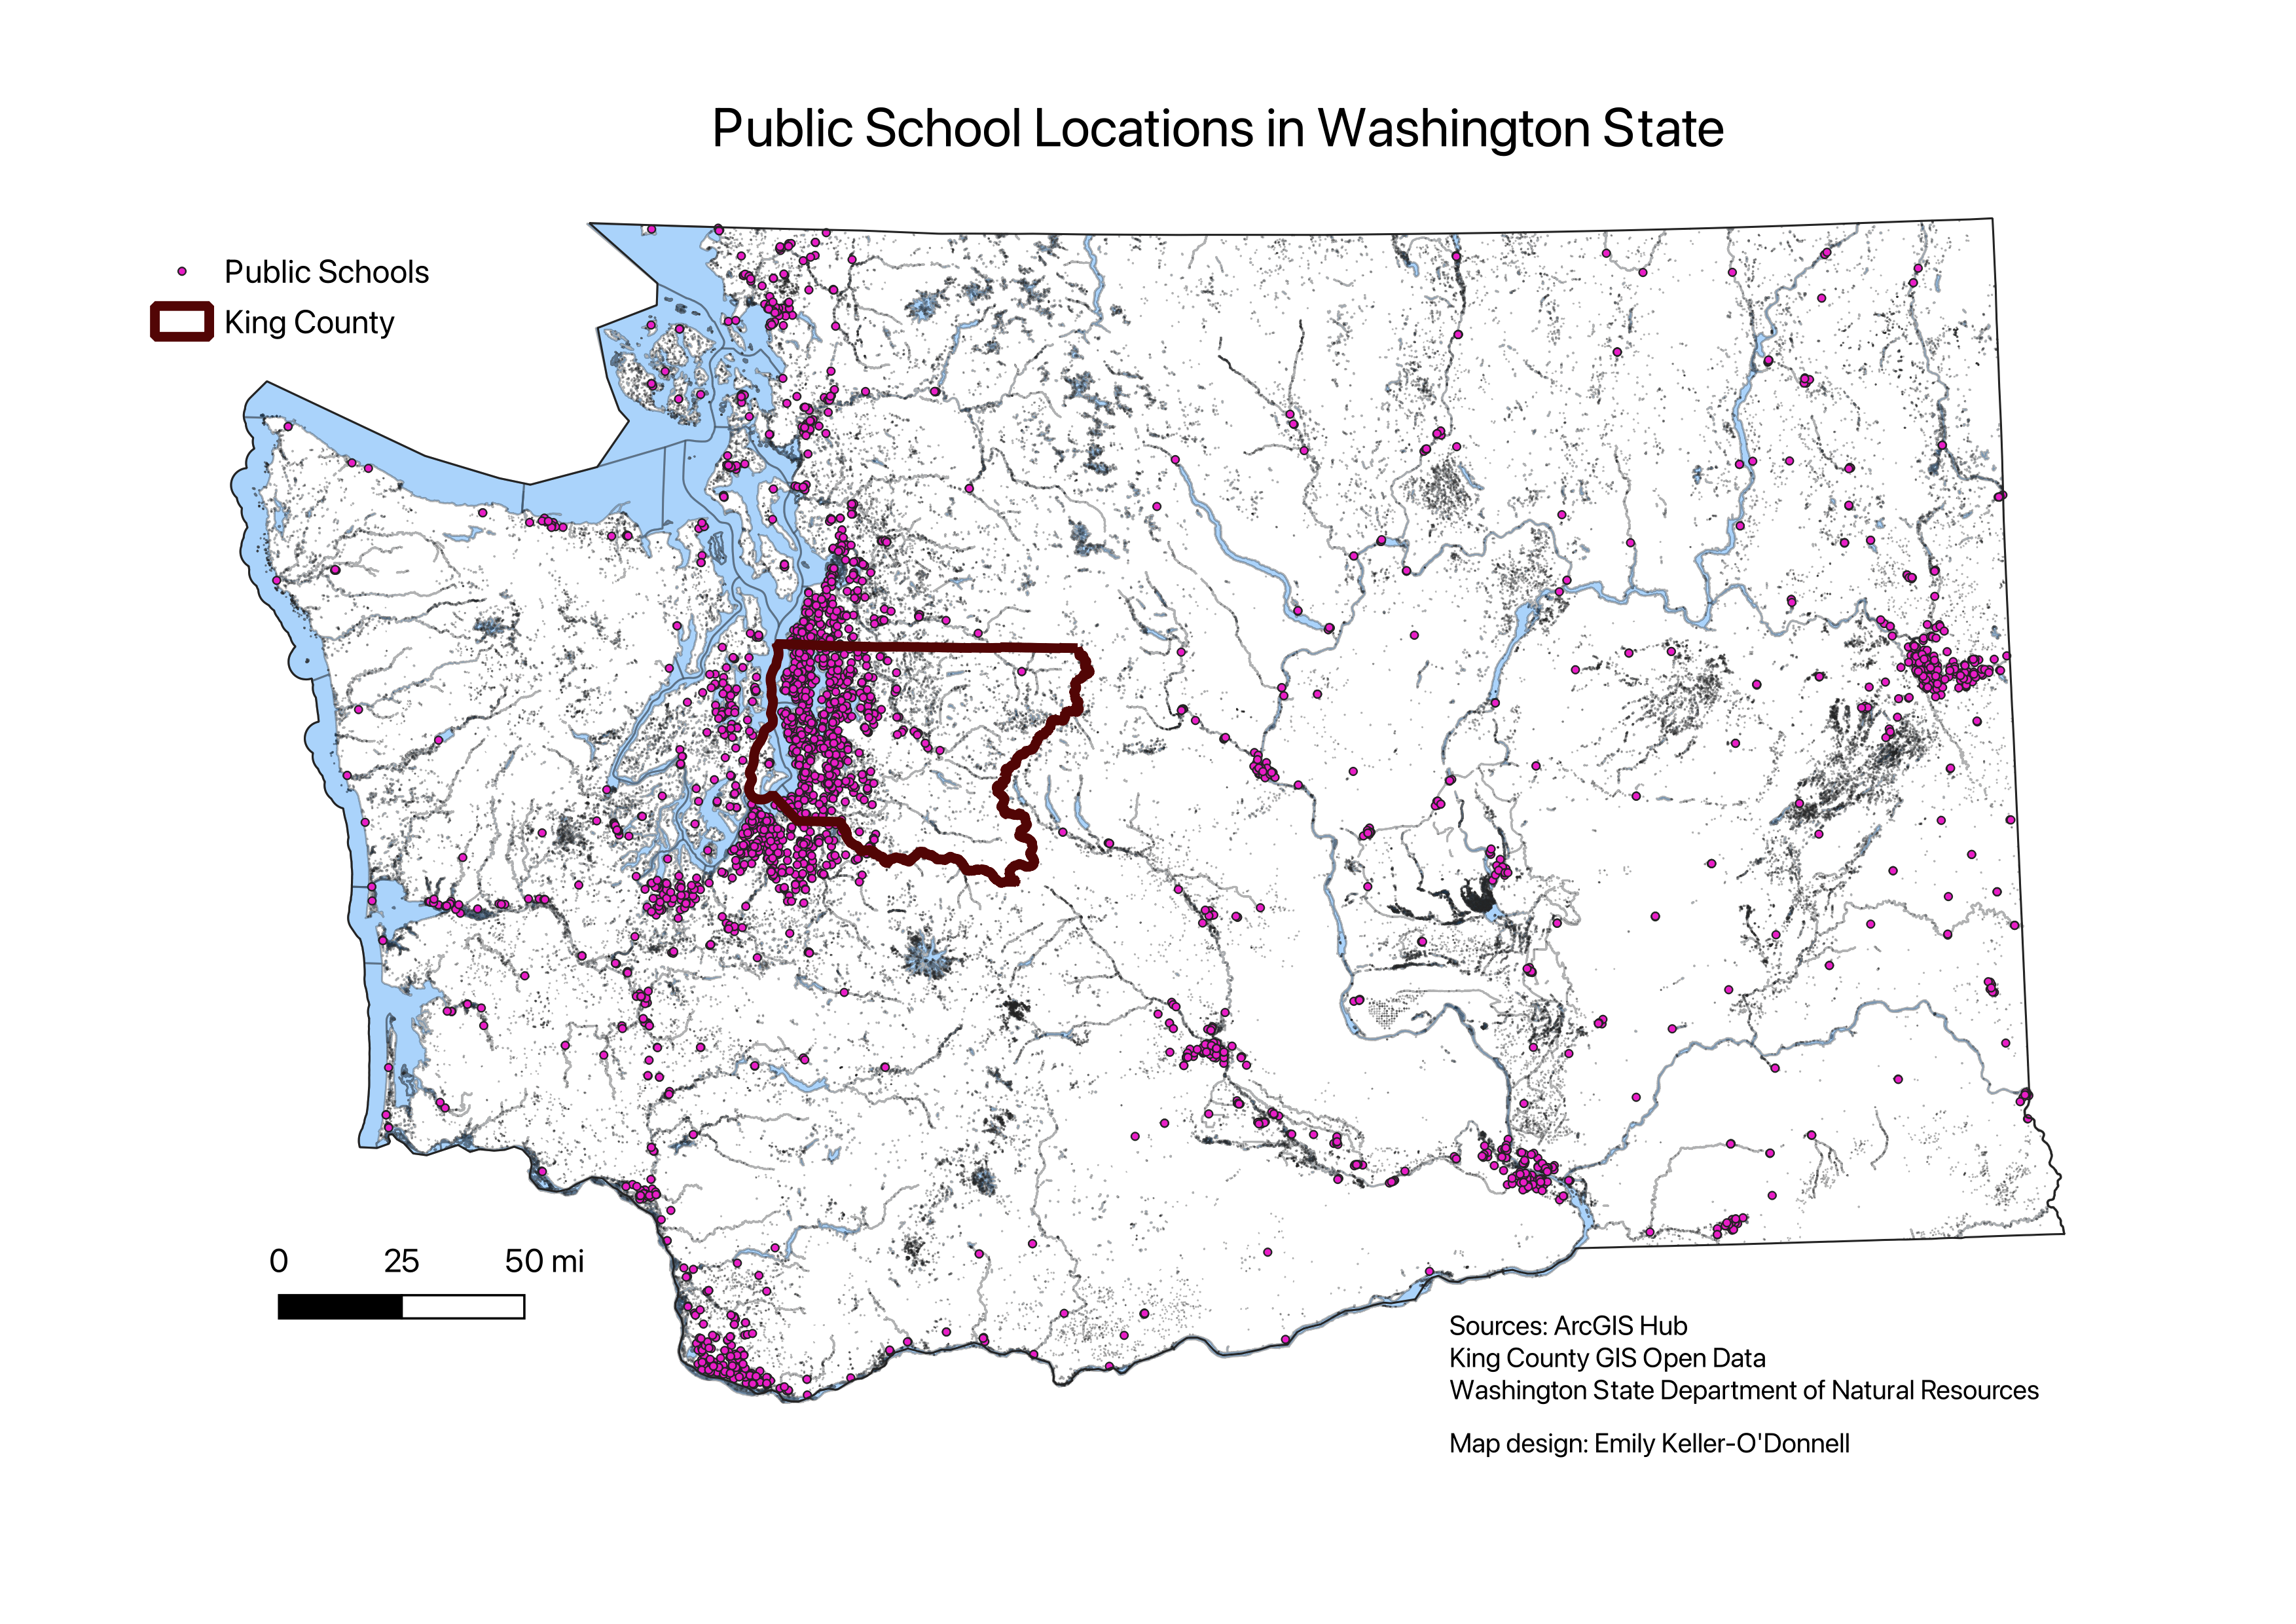 Public School Locations in Washington State
Public Schools
King County
0 25 50 mi
Sources: ArcGIS Hub
King County GIS Open Data
Washington State Department of Natural Resources
Map design: Emily Keller-O'Donnell